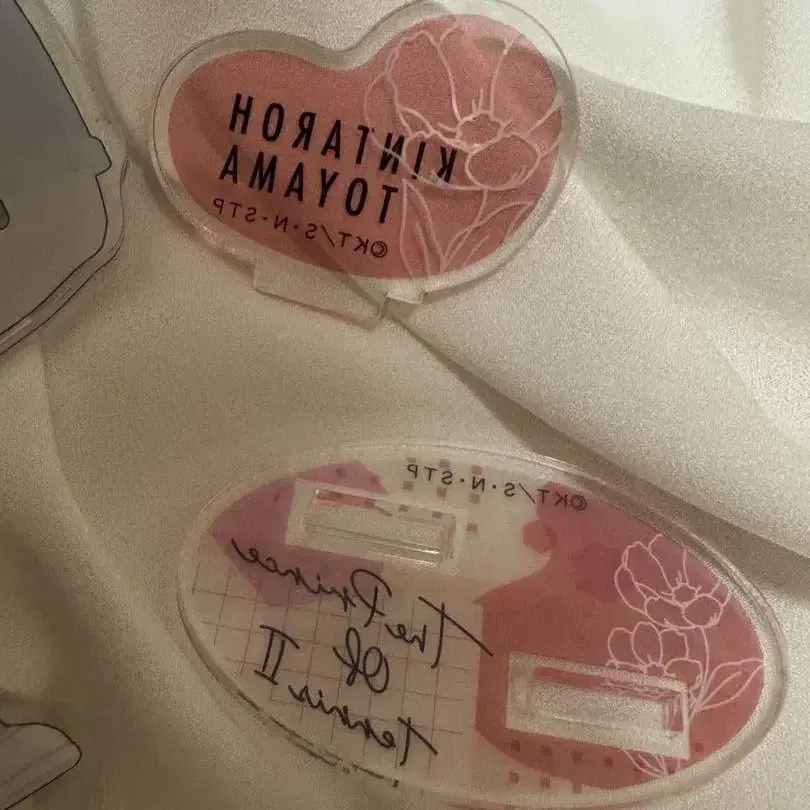 KINTAROH
TOYAMA
©KT/S・N・STP
©KT/S・N・STP
The Prince
Of
Tennis II